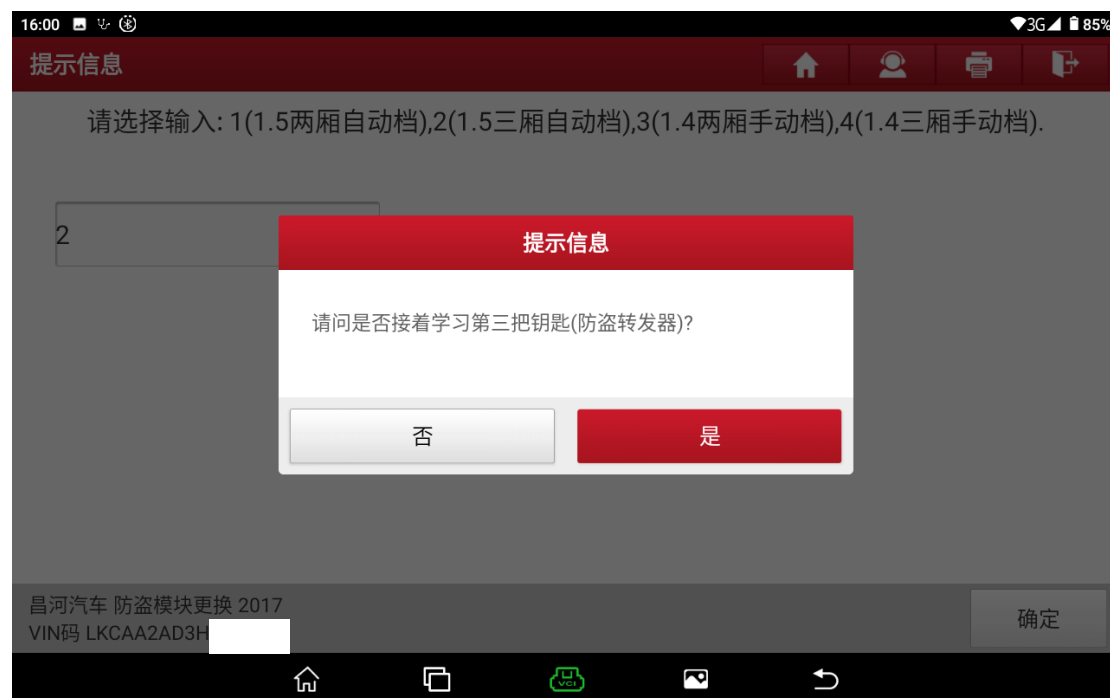 16:00
3G 85%
提示信息
请选择输入: 1(1.5两厢自动档),2(1.5三厢自动档),3(1.4两厢手动档),4(1.4三厢手动档).
2
提示信息
请问是否接着学习第三把钥匙(防盗转发器)?
否
是
昌河汽车 防盗模块更换 2017
VIN码 LKCAA2AD3H
确定
VCI